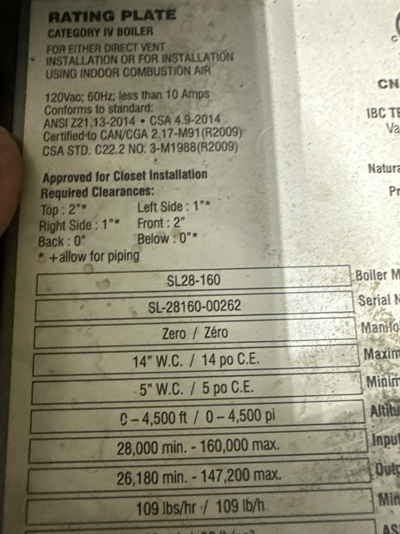 RATING PLATE
CATEGORY IV BOILER
FOR EITHER DIRECT VENT
INSTALLATION OR FOR INSTALLATION
USING INDOOR COMBUSTION AIR
120Vac; 60Hz; less than 10 Amps
Conforms to standard:
ANSI Z21.13-2014 • CSA 4.9-2014
Certified to CAN/CGA 2.17-M91(R2009)
CSA STD. C22.2 NO. 3-M1988(R2009)
CN
IBC TE
Va
Natura
Pr
Approved for Closet Installation
Required Clearances:
Top : 2"* Left Side : 1"*
Right Side : 1"* Front : 2"
Back : 0" Below : 0"*
* +allow for piping
SL28-160 Boiler M
SL-28160-00262 Serial N
Zero / Zéro Manifo
14" W.C. / 14 po C.E. Maxim
5" W.C. / 5 po C.E. Minim
0 – 4,500 ft / 0 – 4,500 pi Altitu
28,000 min. - 160,000 max. Input
26,180 min. - 147,200 max. Outp
109 lbs/hr / 109 lb/h Min
AS